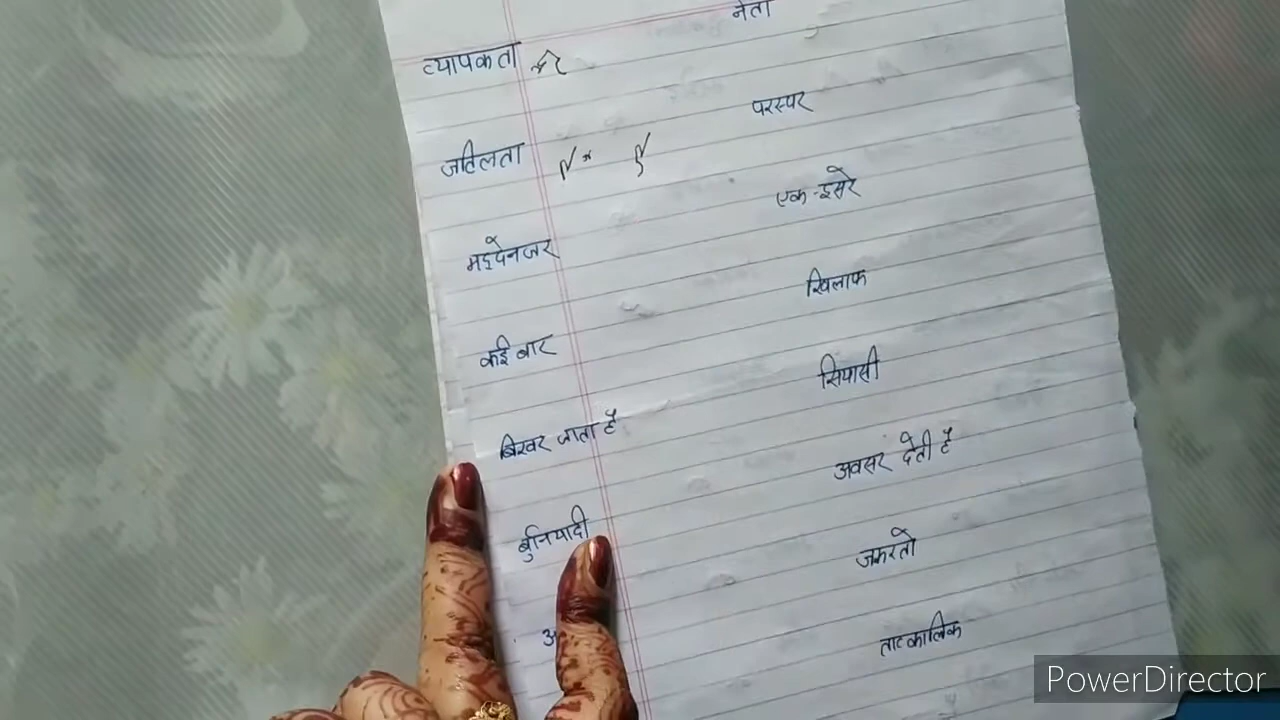 नेता
व्यापकता
परस्पर
जटिलता
एक-दूसरे
मद्देनजर
खिलाफ
कई बार
सियासी
बिखर जाता है
अवसर देती है
बुनियादी
जरूरतो
तात्कालिक
PowerDirector